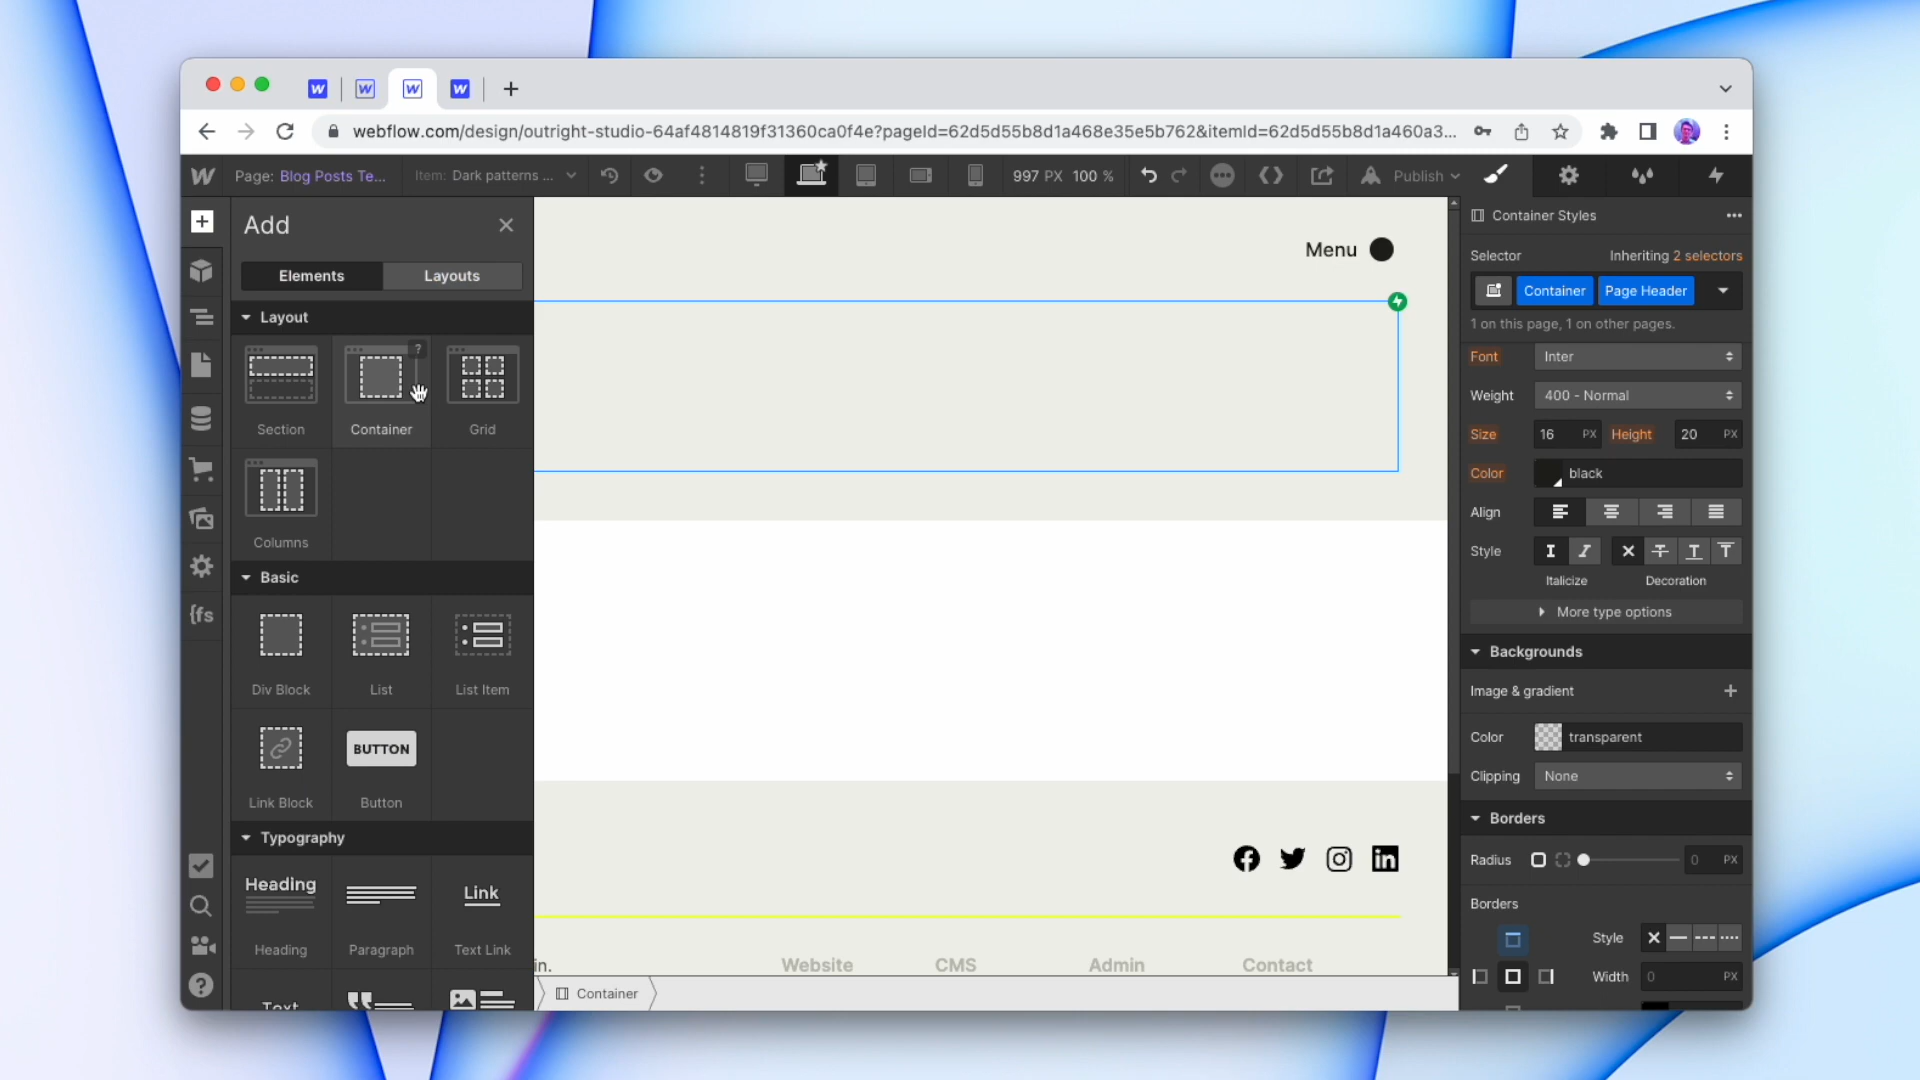 webflow.com/design/outright-studio-64af4814819f31360ca0f4e?pageId=62d5d55b8d1a468e35e5b762&itemId=62d5d55b8d1a460a3...
Page: Blog Posts Te...
Item: Dark patterns ...
997 PX 100 %
Publish
Add
Elements
Layouts
Layout
?
Section
Container
Grid
Columns
Basic
Div Block
List
List Item
BUTTON
Link Block
Button
Typography
Heading
Link
Heading
Paragraph
Text Link
Text
{fs
Menu
in.
Website
CMS
Admin
Contact
Container
Container Styles
Selector
Inheriting 2 selectors
Container
Page Header
1 on this page, 1 on other pages.
Font
Inter
Weight
400 - Normal
Size
16 PX
Height
20 PX
Color
black
Align
Style
Italicize
Decoration
More type options
Backgrounds
Image & gradient
Color
transparent
Clipping
None
Borders
Radius
0 PX
Borders
Style
Width
0 PX